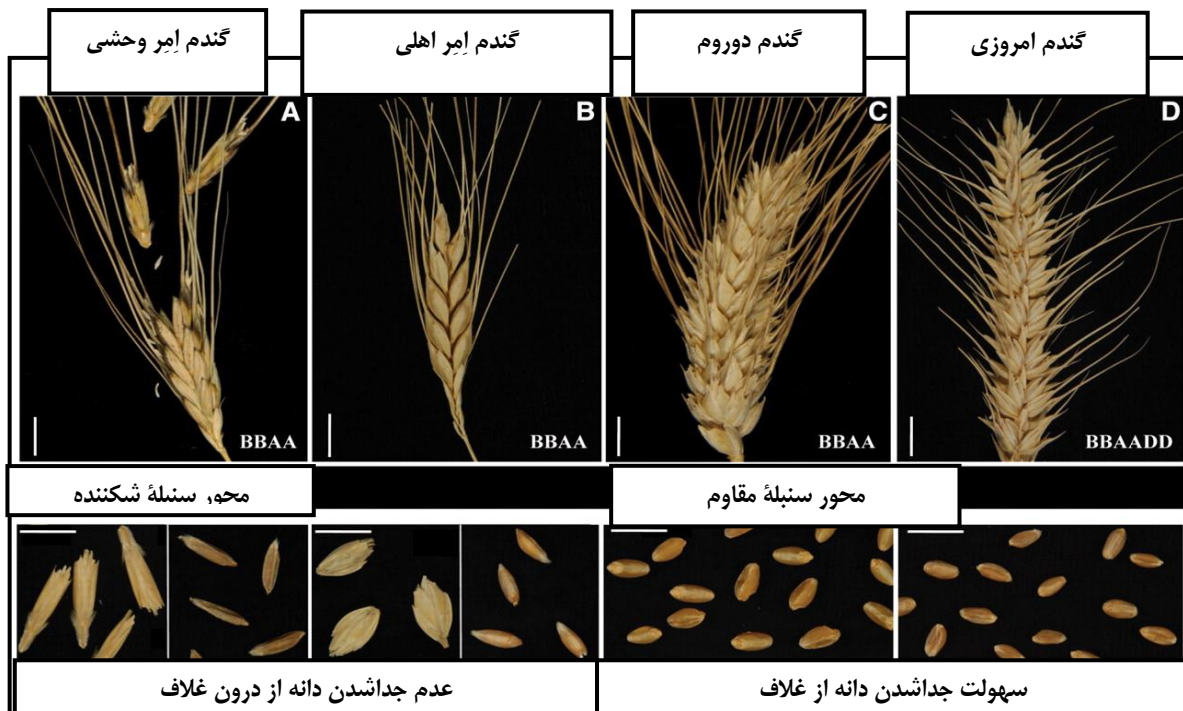 گندم امروزی
گندم دوروم
گندم اِمِر اهلی
گندم اِمِر وحشی
A
B
C
D
BBAA
BBAA
BBAA
BBAADD
محور سنبلهٔ شکننده
محور سنبلهٔ مقاوم
عدم جداشدن دانه از درون غلاف
سهولت جداشدن دانه از غلاف